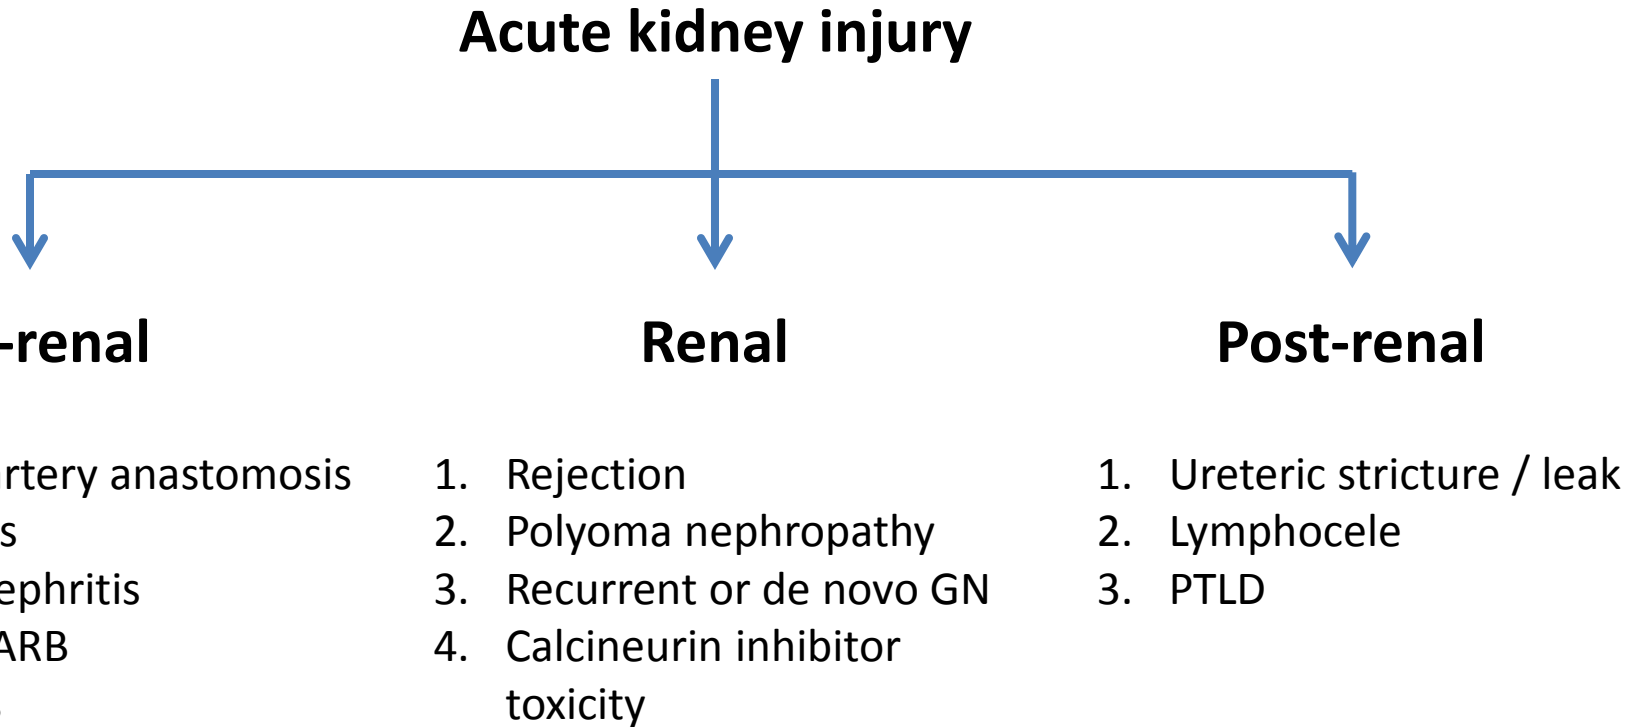 Acute kidney injury
-renal
Renal
Post-renal
artery anastomosis
s
ephritis
ARB
1. Rejection
2. Polyoma nephropathy
3. Recurrent or de novo GN
4. Calcineurin inhibitor
toxicity
1. Ureteric stricture / leak
2. Lymphocele
3. PTLD